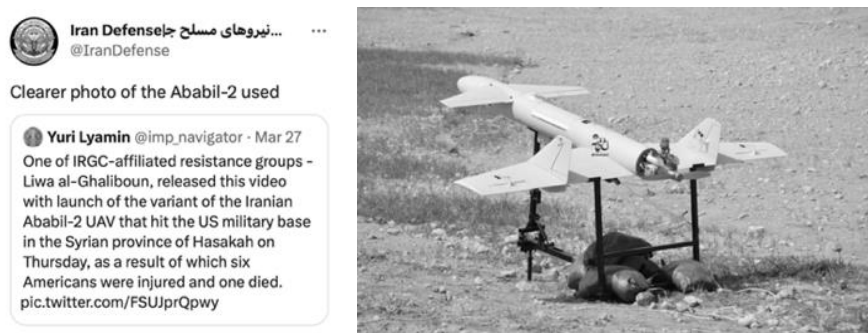 Iran Defense|نیروهای مسلح جا...
@IranDefense
Clearer photo of the Ababil-2 used
Yuri Lyamin @imp_navigator · Mar 27
One of IRGC-affiliated resistance groups -
Liwa al-Ghaliboun, released this video
with launch of the variant of the Iranian
Ababil-2 UAV that hit the US military base
in the Syrian province of Hasakah on
Thursday, as a result of which six
Americans were injured and one died.
pic.twitter.com/FSUJprQpwy